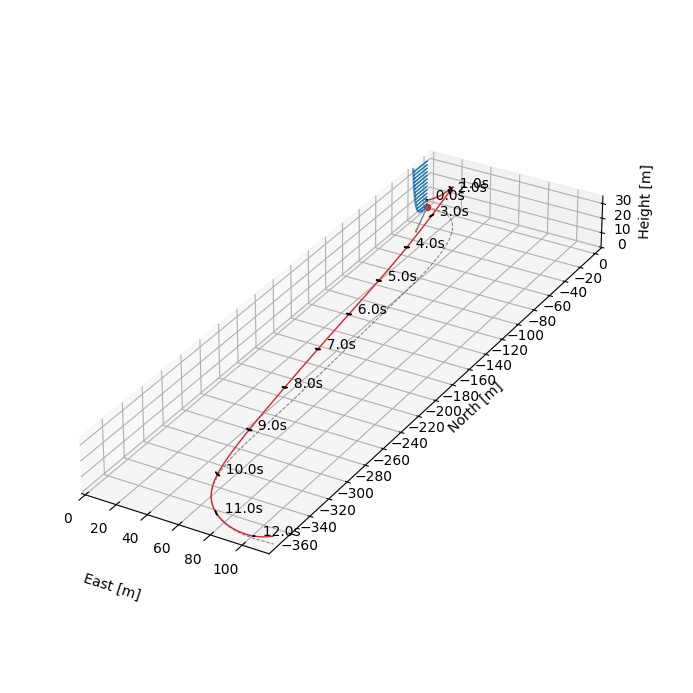 1.0s
2.0s
0.0s
3.0s
4.0s
5.0s
6.0s
7.0s
8.0s
9.0s
10.0s
11.0s
12.0s
Height [m]
30
20
10
0
0
−20
−40
−60
−80
−100
−120
−140
−160
−180
−200
−220
−240
−260
−280
−300
−320
−340
−360
North [m]
0
20
40
60
80
100
East [m]